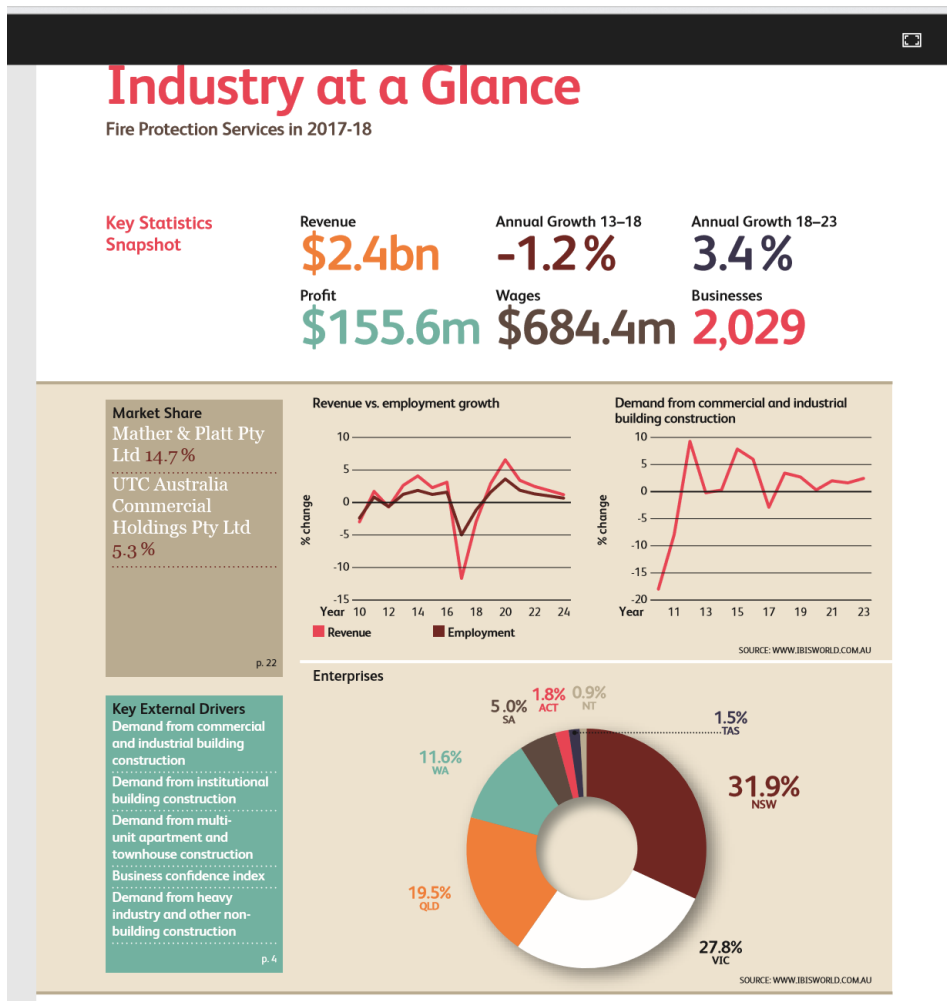 Industry at a Glance
Fire Protection Services in 2017-18
Key Statistics
Snapshot
Revenue
$2.4bn
Annual Growth 13–18
-1.2%
Annual Growth 18–23
3.4%
Profit
$155.6m
Wages
$684.4m
Businesses
2,029
Market Share
Mather & Platt Pty
Ltd 14.7%
UTC Australia
Commercial
Holdings Pty Ltd
5.3%
p. 22
Revenue vs. employment growth
% change
10
5
0
-5
-10
-15
Year 10 12 14 16 18 20 22 24
Revenue Employment
Demand from commercial and industrial
building construction
% change
10
5
0
-5
-10
-15
-20
Year 11 13 15 17 19 21 23
SOURCE: WWW.IBISWORLD.COM.AU
Key External Drivers
Demand from commercial
and industrial building
construction
Demand from institutional
building construction
Demand from multi-
unit apartment and
townhouse construction
Business confidence index
Demand from heavy
industry and other non-
building construction
p. 4
Enterprises
5.0%
SA
1.8%
ACT
0.9%
NT
1.5%
TAS
11.6%
WA
31.9%
NSW
19.5%
QLD
27.8%
VIC
SOURCE: WWW.IBISWORLD.COM.AU